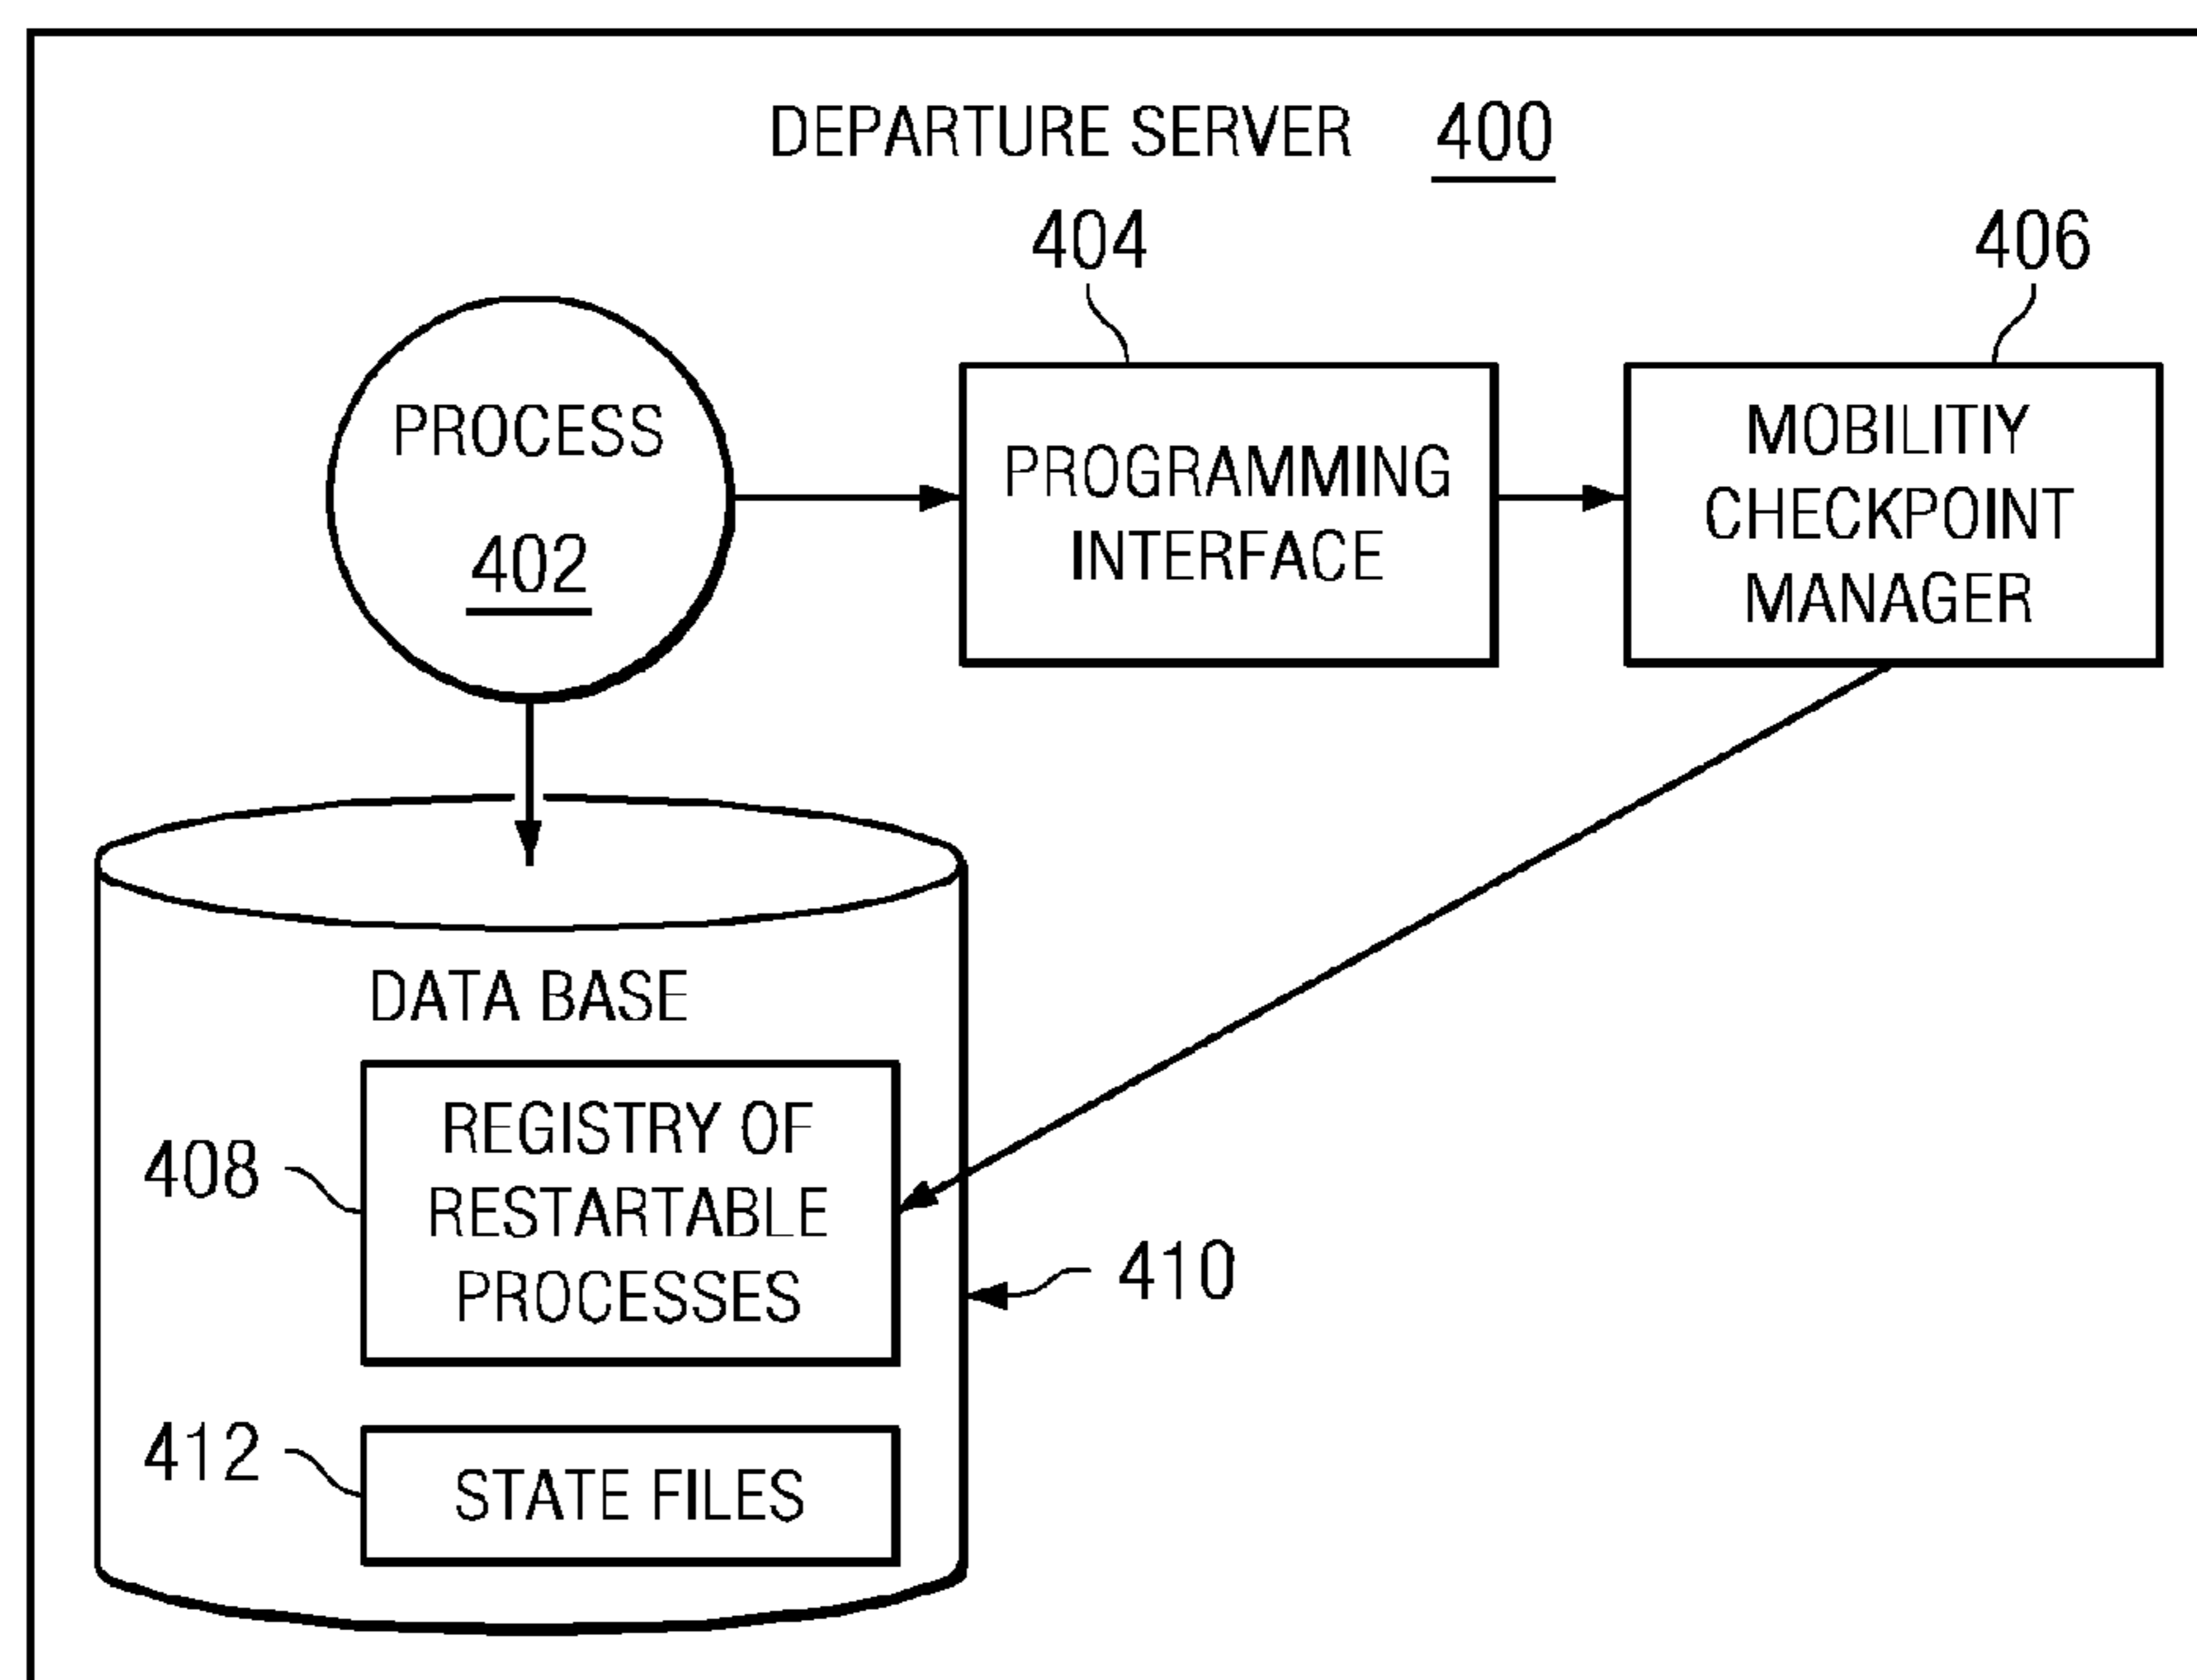 DEPARTURE SERVER 400
404
406
PROCESS
402
PROGRAMMING
INTERFACE
MOBILITIY
CHECKPOINT
MANAGER
DATA BASE
408
REGISTRY OF
RESTARTABLE
PROCESSES
410
412
STATE FILES